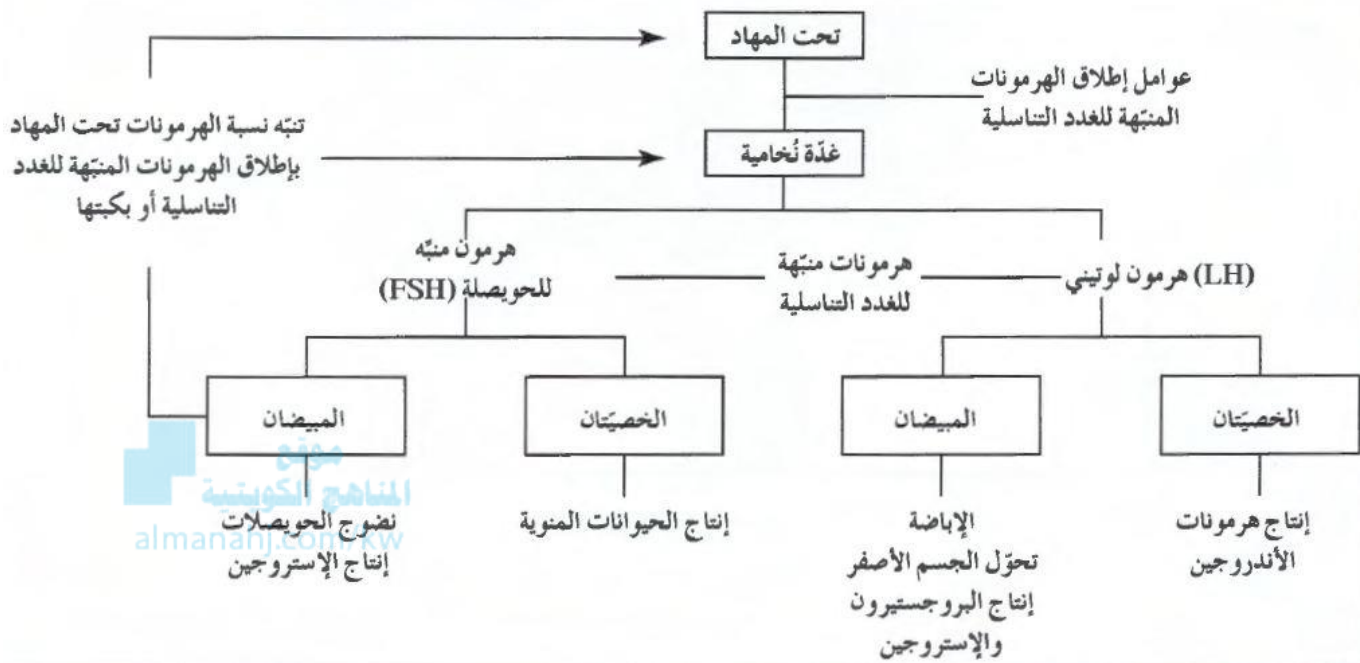 تحت المهاد
عوامل إطلاق الهرمونات
المنبّهة للغدد التناسلية
تنبّه نسبة الهرمونات تحت المهاد
بإطلاق الهرمونات المنبّهة للغدد
التناسلية أو بكبتها
غدّة نُخامية
(LH) هرمون لوتيني
هرمونات منبّهة
للغدد التناسلية
هرمون منبّه
للحويصلة (FSH)
الخصيّتان
المبيضان
الخصيّتان
المبيضان
إنتاج هرمونات
الأندروجين
الإباضة
تحوّل الجسم الأصفر
إنتاج البروجستيرون
والإستروجين
إنتاج الحيوانات المنوية
نضوج الحويصلات
إنتاج الإستروجين
موقع
المناهج الكويتية
almanahj.com/kw